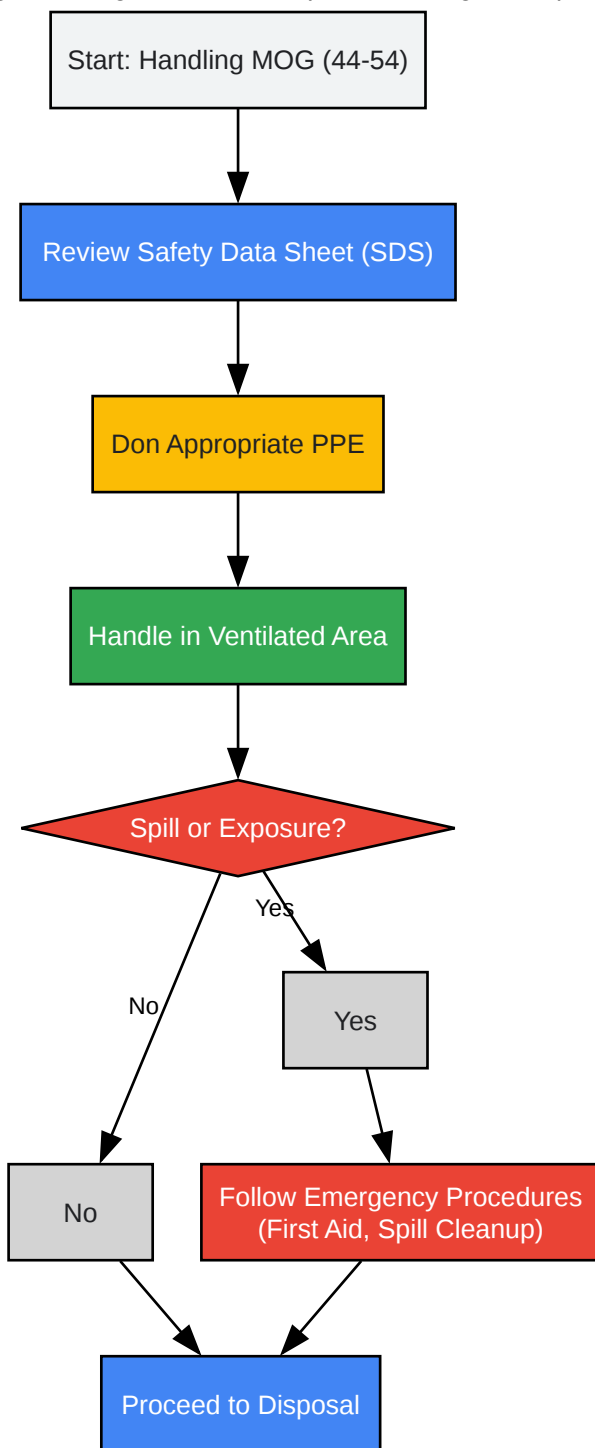 Start: Handling MOG (44-54)
Review Safety Data Sheet (SDS)
Don Appropriate PPE
Handle in Ventilated Area
Spill or Exposure?
Yes
No
Yes
No
Follow Emergency Procedures
(First Aid, Spill Cleanup)
Proceed to Disposal